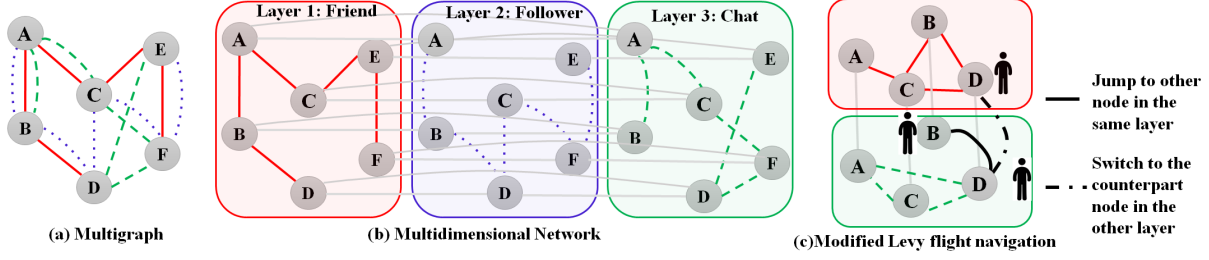 Layer 1: Friend
Layer 2: Follower
Layer 3: Chat
A
E
C
B
F
D
A
E
C
B
F
D
A
E
C
B
F
D
A
E
C
B
F
D
B
A
D
C
B
A
D
C
Jump to other
node in the
same layer
Switch to the
counterpart
node in the
other layer
(a) Multigraph
(b) Multidimensional Network
(c)Modified Levy flight navigation